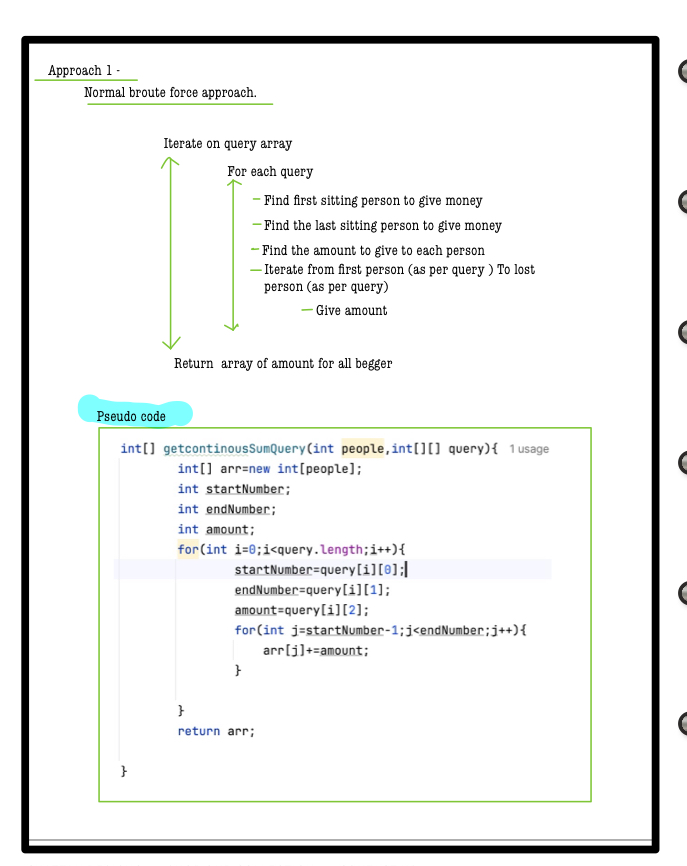 Approach 1 -
Normal broute force approach.
Iterate on query array
For each query
– Find first sitting person to give money
– Find the last sitting person to give money
– Find the amount to give to each person
– Iterate from first person (as per query ) To lost
person (as per query)
– Give amount
Return  array of amount for all begger
Pseudo code
int[] getcontinousSumQuery(int people,int[][] query){ 1 usage
int[] arr=new int[people];
int startNumber;
int endNumber;
int amount;
for(int i=0;i<query.length;i++){
startNumber=query[i][0];
endNumber=query[i][1];
amount=query[i][2];
for(int j=startNumber-1;j<endNumber;j++){
arr[j]+=amount;
}
}
return arr;
}